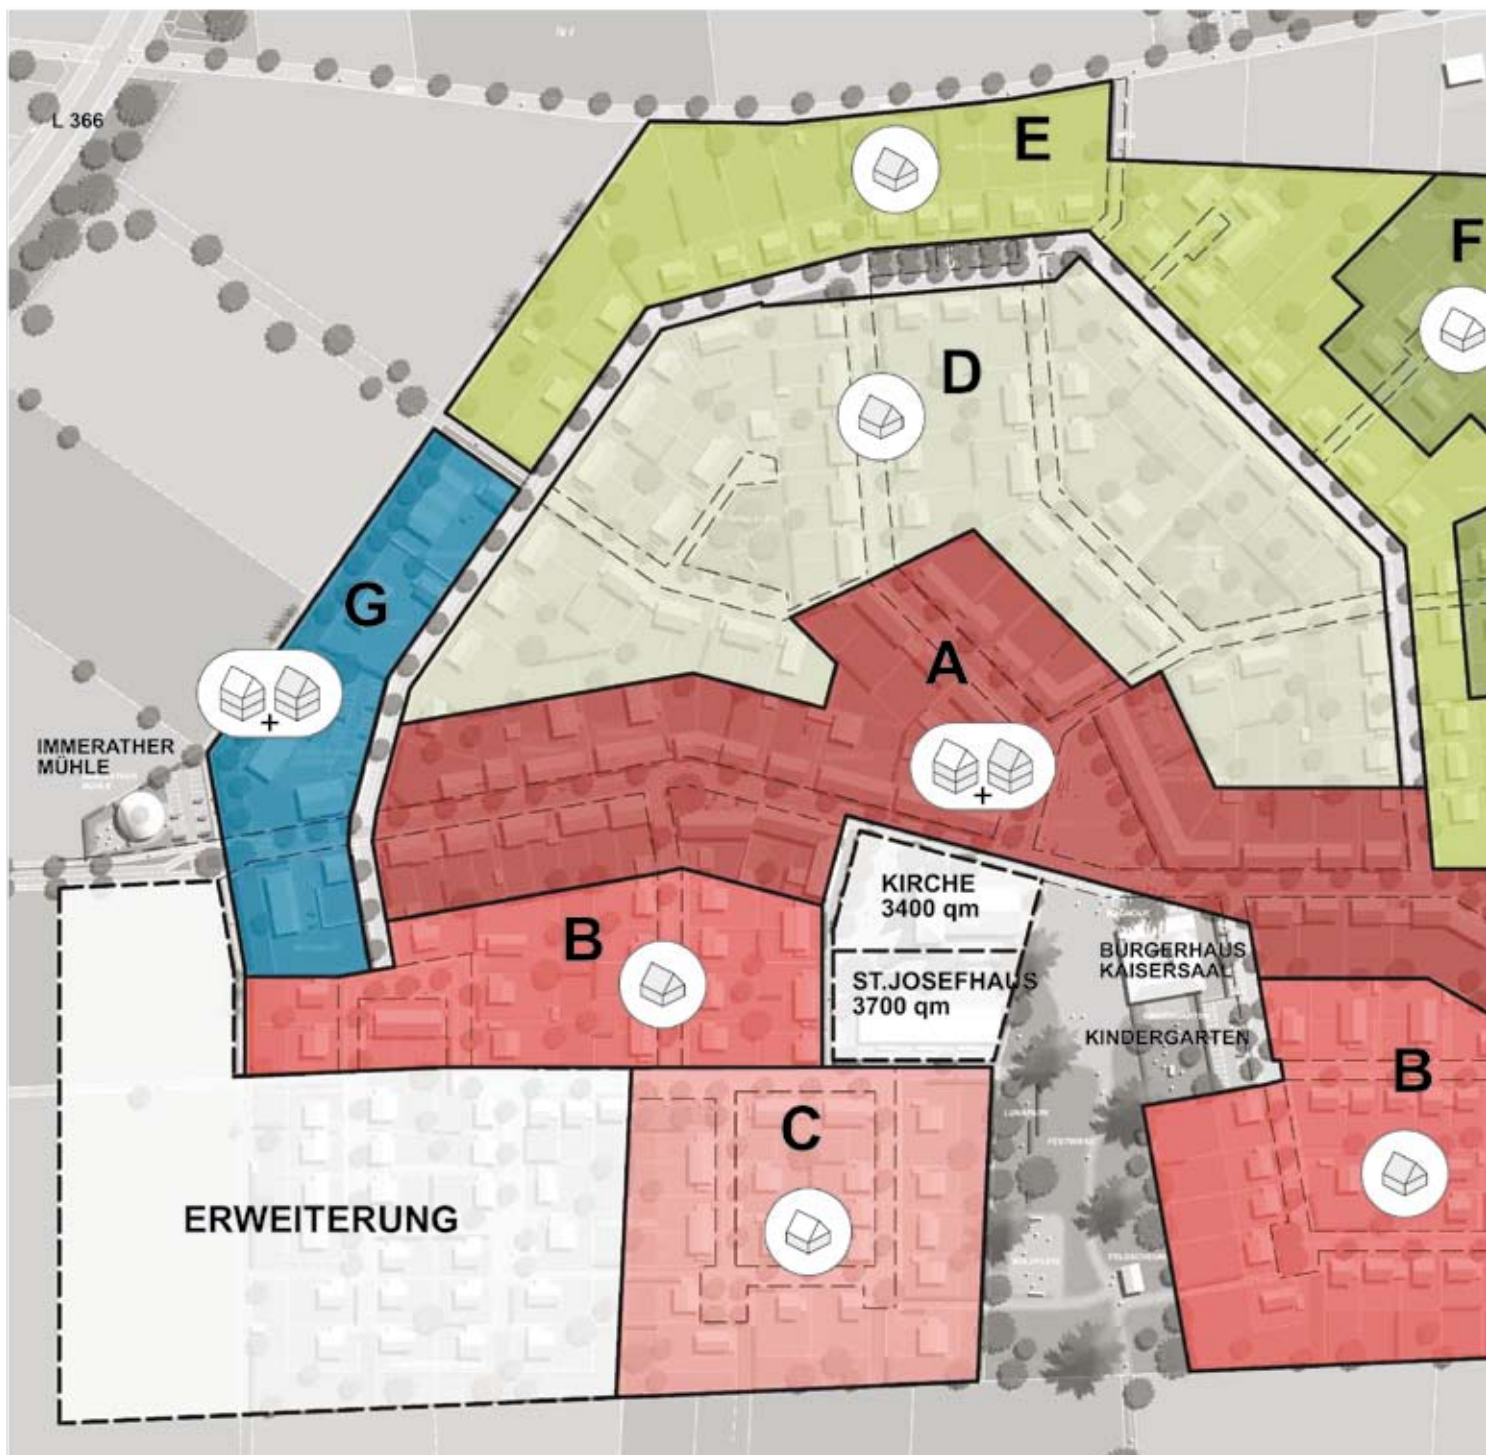 L 366
E
F
D
G
A
IMMERATHER
MÜHLE
+
+
KIRCHE
3400 qm
B
BÜRGERHAUS
KAISERSAAL
ST.JOSEFHAUS
3700 qm
KINDERGARTEN
B
C
ERWEITERUNG